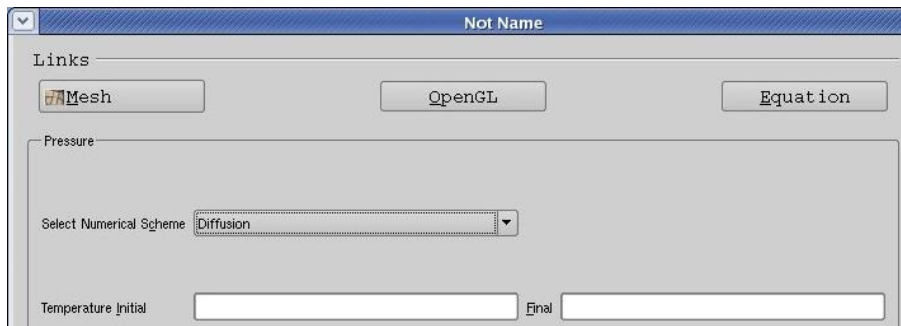 Not Name
Links
Mesh OpenGL Equation
Pressure
Select Numerical Scheme Diffusion
Temperature Initial Final